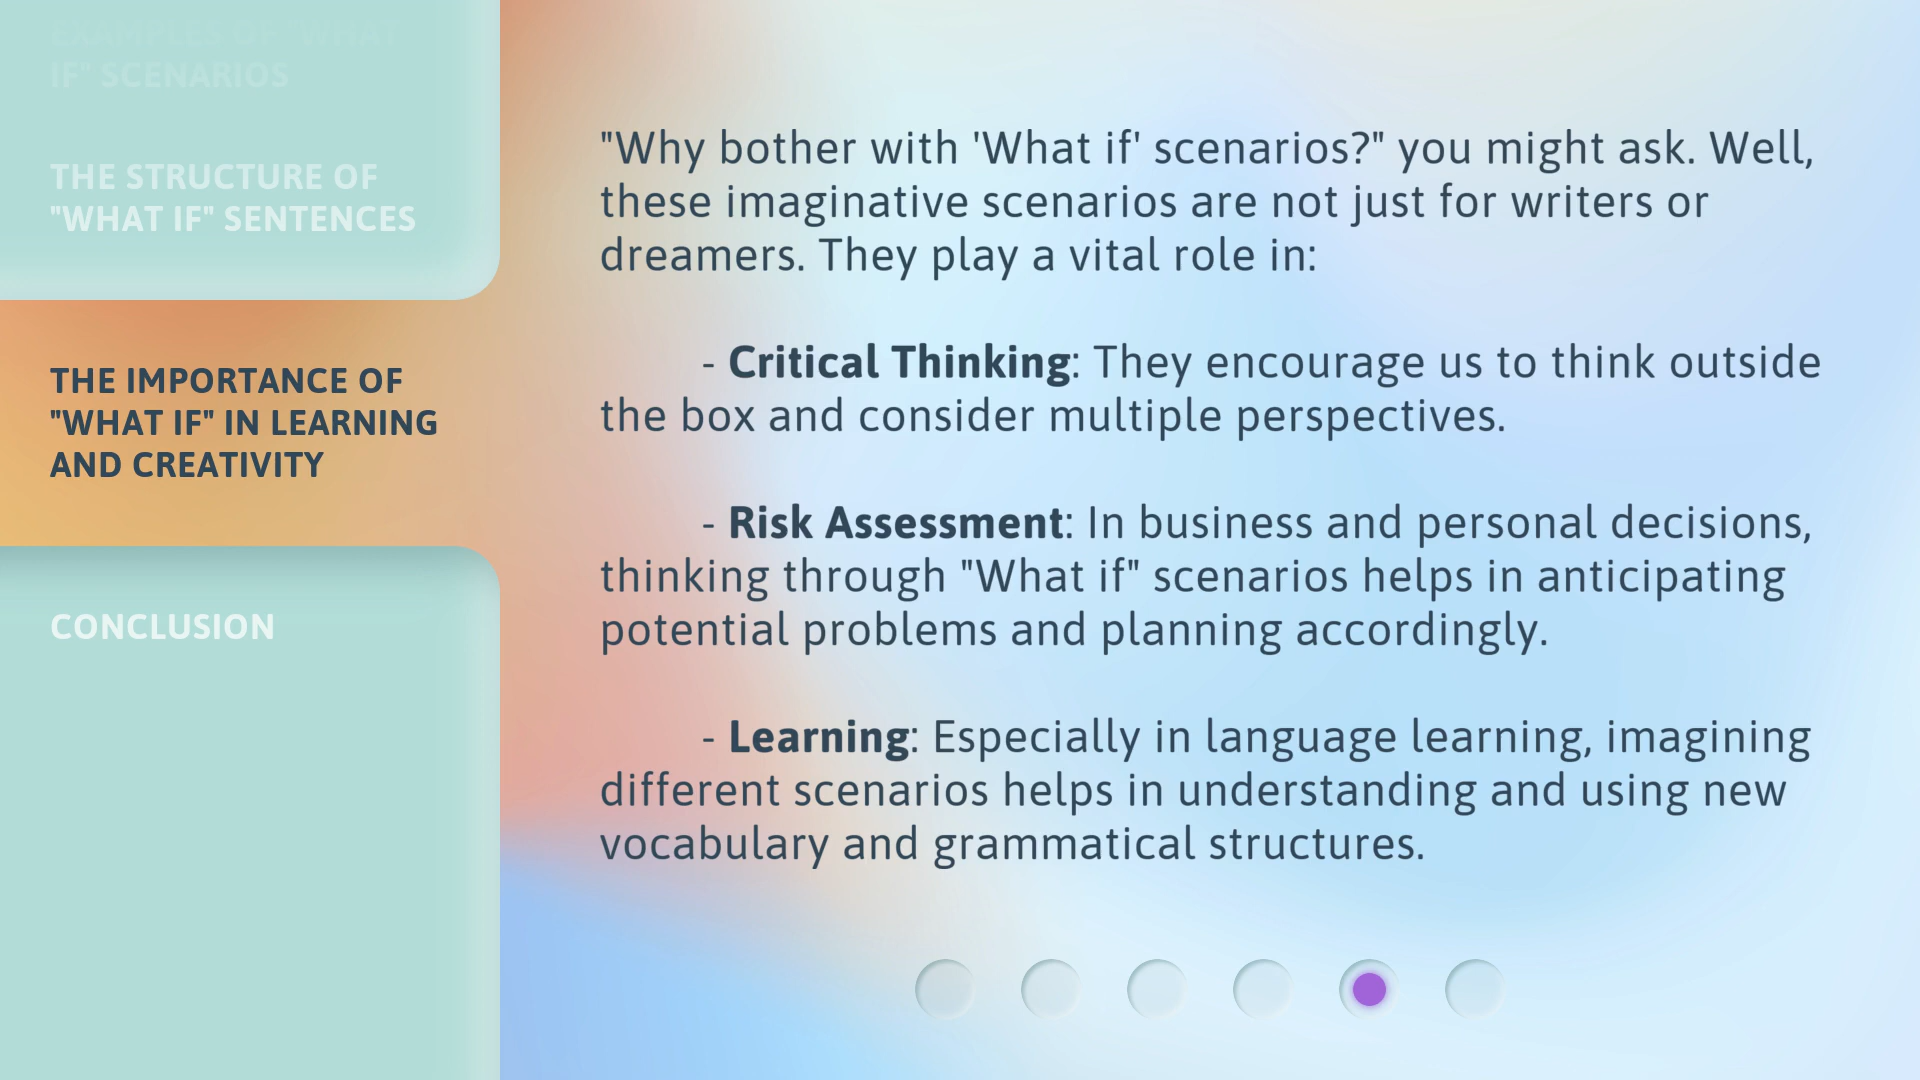 EXAMPLES OF "WHAT
IF" SCENARIOS
THE STRUCTURE OF
"WHAT IF" SENTENCES
THE IMPORTANCE OF
"WHAT IF" IN LEARNING
AND CREATIVITY
CONCLUSION
"Why bother with 'What if' scenarios?" you might ask. Well,
these imaginative scenarios are not just for writers or
dreamers. They play a vital role in:
- Critical Thinking: They encourage us to think outside
the box and consider multiple perspectives.
- Risk Assessment: In business and personal decisions,
thinking through "What if" scenarios helps in anticipating
potential problems and planning accordingly.
- Learning: Especially in language learning, imagining
different scenarios helps in understanding and using new
vocabulary and grammatical structures.